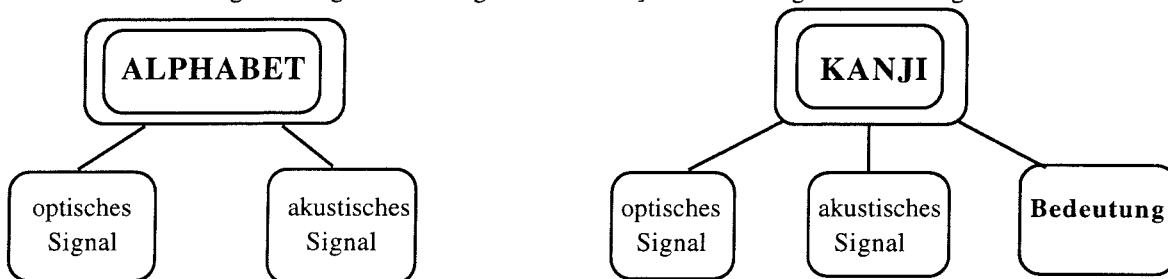 ALPHABET
optisches
Signal
akustisches
Signal
KANJI
optisches
Signal
akustisches
Signal
Bedeutung